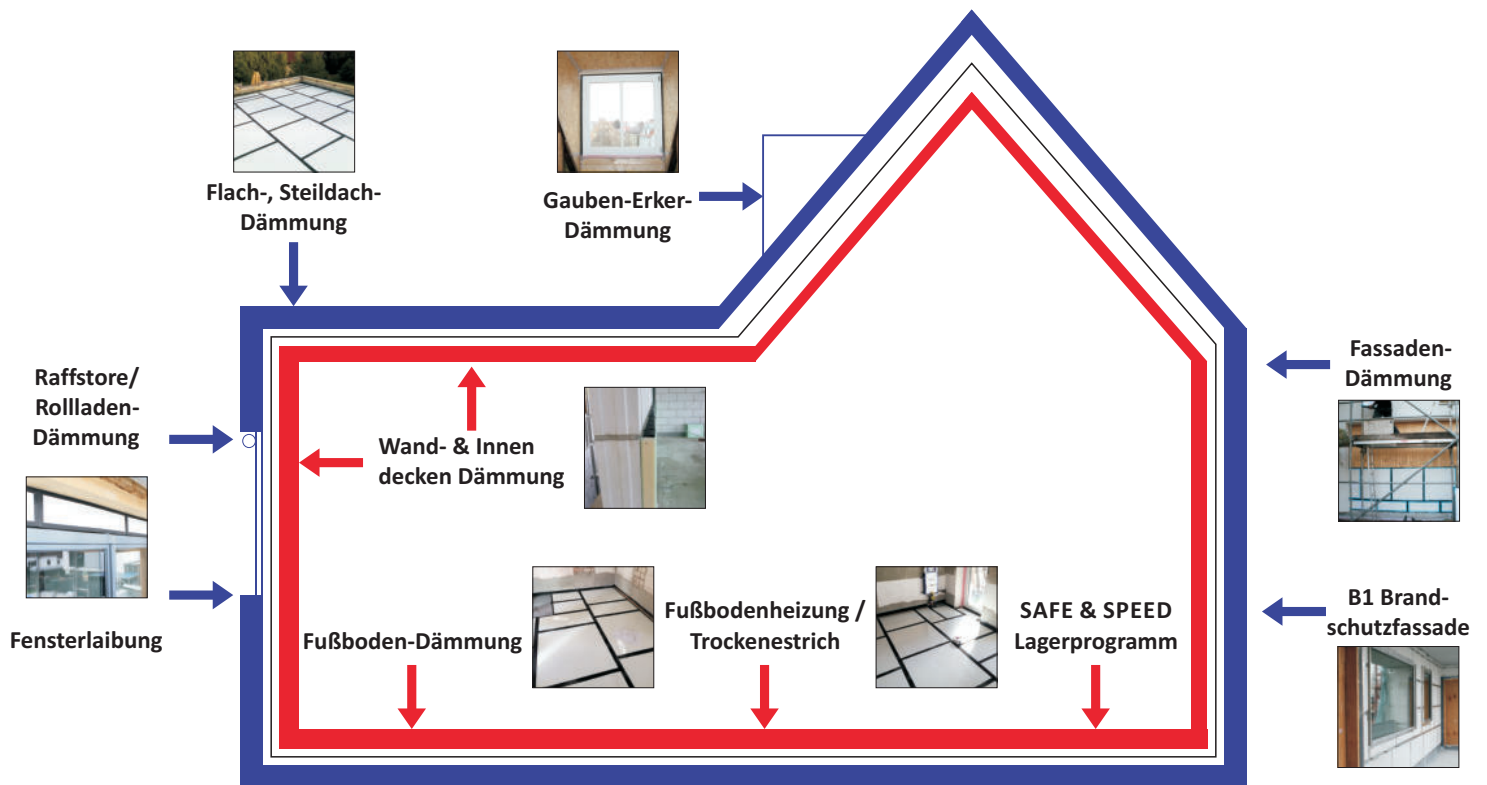 Flach-, Steildach-
Dämmung
Gauben-Erker-
Dämmung
Raffstore/
Rollladen-
Dämmung
Fassaden-
Dämmung
Wand- & Innen
decken Dämmung
Fensterlaibung
Fußboden-Dämmung
Fußbodenheizung /
Trockenestrich
SAFE & SPEED
Lagerprogramm
B1 Brand-
schutzfassade